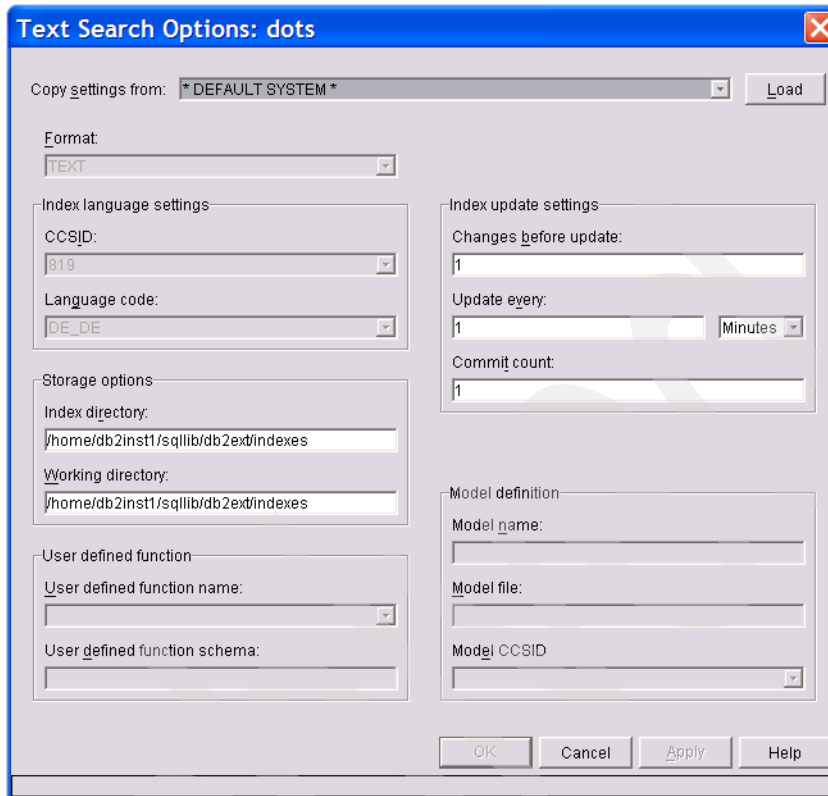 Text Search Options: dots
Copy settings from: * DEFAULT SYSTEM * Load
Format:
TEXT
Index language settings
CCSID:
819
Language code:
DE_DE
Index update settings
Changes before update:
1
Update every:
1 Minutes
Commit count:
1
Storage options
Index directory:
/home/db2inst1/sqllib/db2ext/indexes
Working directory:
/home/db2inst1/sqllib/db2ext/indexes
User defined function
User defined function name:
User defined function schema:
Model definition
Model name:
Model file:
Model CCSID
OK Cancel Apply Help